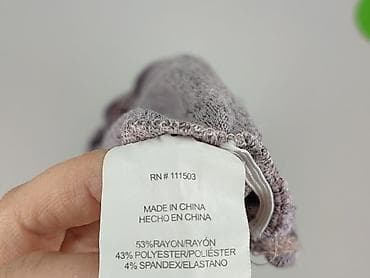 RN # 111503
MADE IN CHINA
HECHO EN CHINA
53%RAYON/RAYÓN
43% POLYESTER/POLIÉSTER
4% SPANDEX/ELASTANO